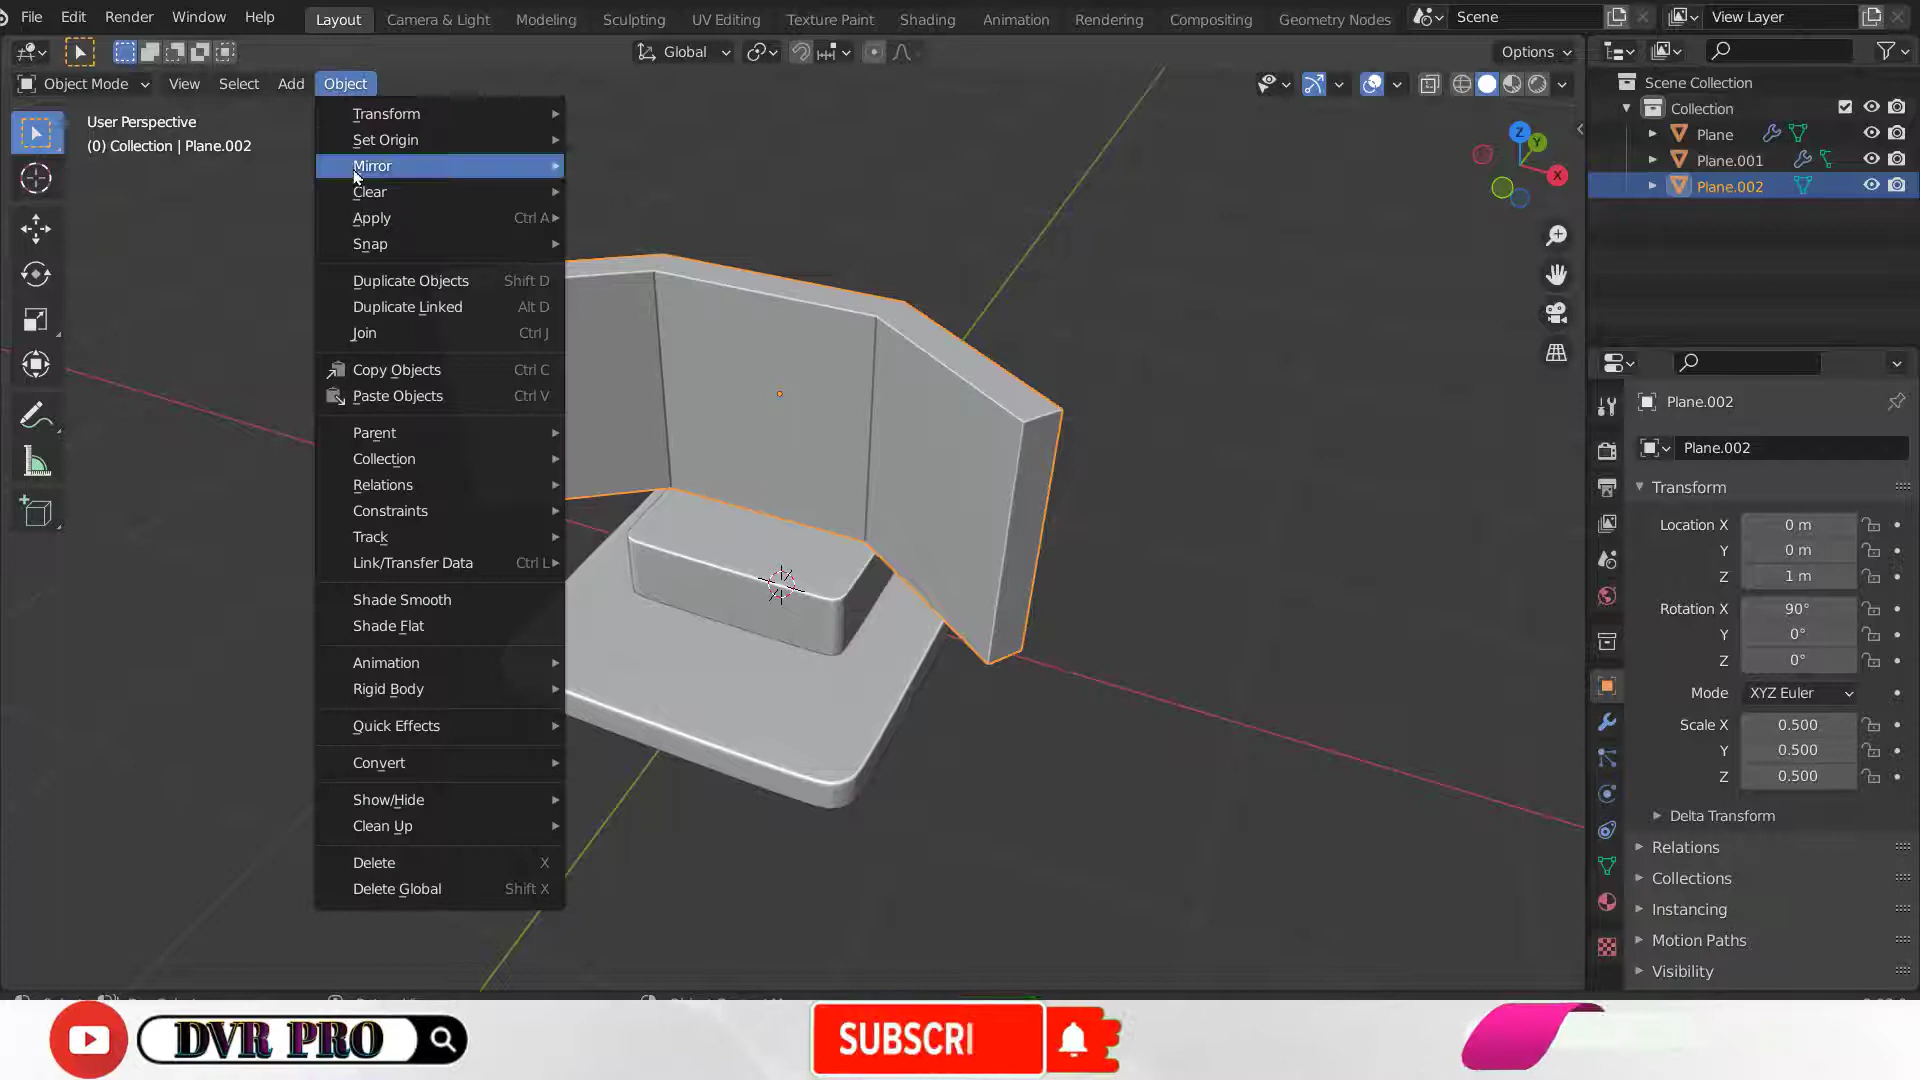 File Edit Render Window Help Layout Camera & Light Modeling Sculpting UV Editing Texture Paint Shading Animation Rendering Compositing Geometry Nodes Scene View Layer
Global Options
Object Mode View Select Add Object
Scene Collection
Collection
Plane
Plane.001
Plane.002
User Perspective
(0) Collection | Plane.002
Transform
Set Origin
Mirror
Clear
Apply Ctrl A
Snap
Duplicate Objects Shift D
Duplicate Linked Alt D
Join Ctrl J
Copy Objects Ctrl C
Paste Objects Ctrl V
Parent
Collection
Relations
Constraints
Track
Link/Transfer Data Ctrl L
Shade Smooth
Shade Flat
Animation
Rigid Body
Quick Effects
Convert
Show/Hide
Clean Up
Delete X
Delete Global Shift X
Z
Y
X
Plane.002
Plane.002
Transform
Location X 0 m
Y 0 m
Z 1 m
Rotation X 90°
Y 0°
Z 0°
Mode XYZ Euler
Scale X 0.500
Y 0.500
Z 0.500
Delta Transform
Relations
Collections
Instancing
Motion Paths
Visibility
DVR PRO
SUBSCRI